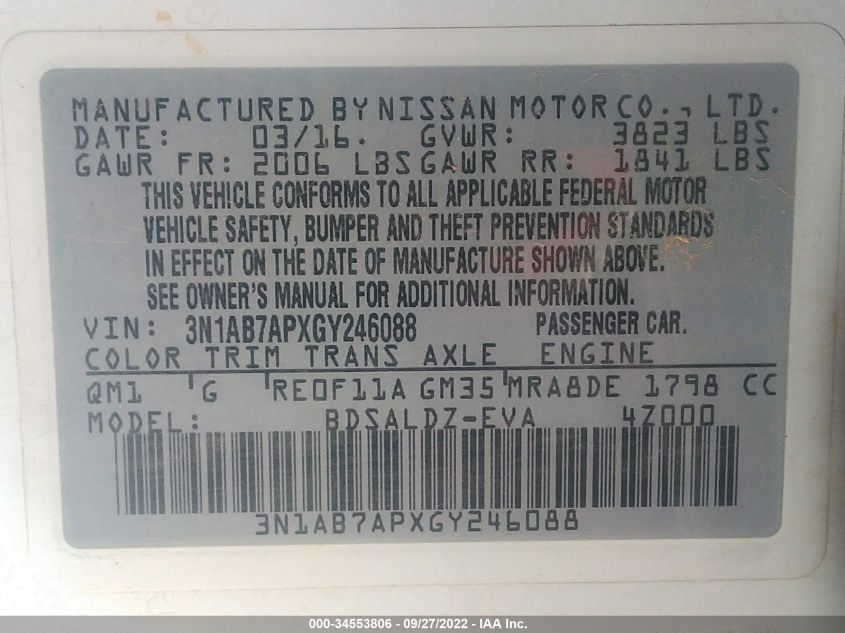 MANUFACTURED BY NISSAN MOTOR CO., LTD.
DATE: 03/16. GVWR: 3823 LBS
GAWR FR: 2006 LBS GAWR RR: 1841 LBS
THIS VEHICLE CONFORMS TO ALL APPLICABLE FEDERAL MOTOR
VEHICLE SAFETY, BUMPER AND THEFT PREVENTION STANDARDS
IN EFFECT ON THE DATE OF MANUFACTURE SHOWN ABOVE.
SEE OWNER'S MANUAL FOR ADDITIONAL INFORMATION.
VIN: 3N1AB7APXGY246088 PASSENGER CAR.
COLOR TRIM TRANS AXLE ENGINE
QM1 G RE0F11A GM35 MRA8DE 1798 CC
MODEL: BDSALDZ-EVA 4Z000
3N1AB7APXGY246088
000-34553806 - 09/27/2022 - IAA Inc.